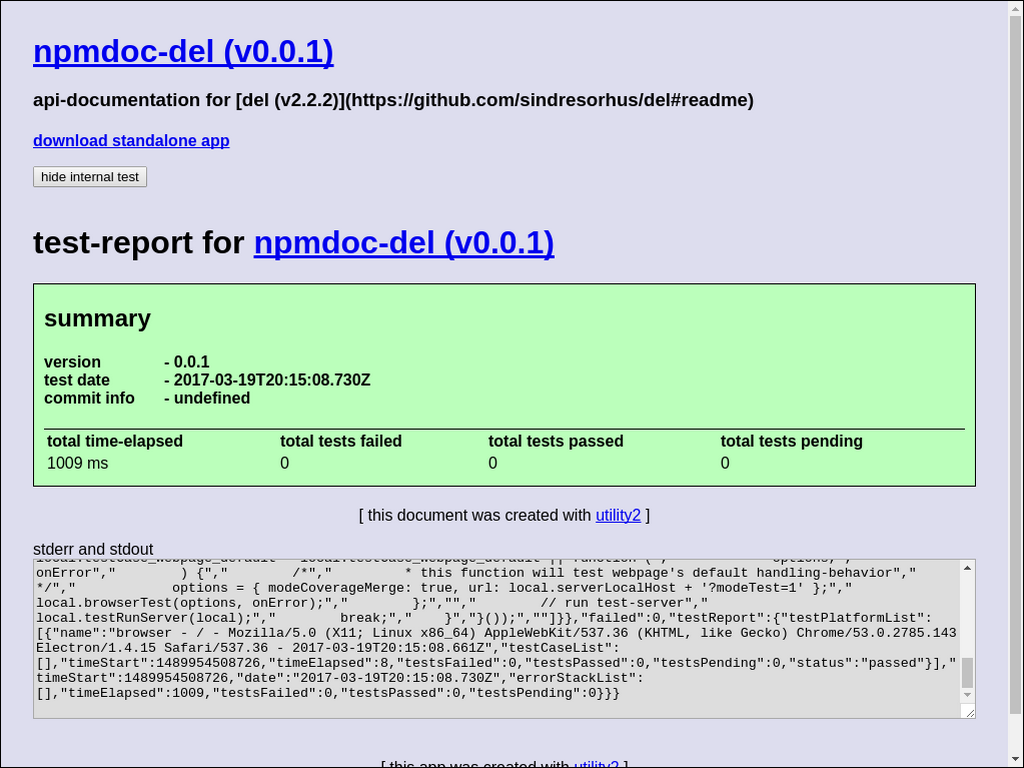 npmdoc-del (v0.0.1)
api-documentation for [del (v2.2.2)](https://github.com/sindresorhus/del#readme)
download standalone app
hide internal test
test-report for npmdoc-del (v0.0.1)
summary
version - 0.0.1
test date - 2017-03-19T20:15:08.730Z
commit info - undefined
total time-elapsed total tests failed total tests passed total tests pending
1009 ms 0 0 0
[ this document was created with utility2 ]
stderr and stdout
onError","        ) {","        /*","         * this function will test webpage's default handling-behavior","
*/","            options = { modeCoverageMerge: true, url: local.serverLocalHost + '?modeTest=1' };","
local.browserTest(options, onError);","        };","","        // run test-server","
local.testRunServer(local);","        break;","    }","}());",""]}},"failed":0,"testReport":{"testPlatformList":
[{"name":"browser - / - Mozilla/5.0 (X11; Linux x86_64) AppleWebKit/537.36 (KHTML, like Gecko) Chrome/53.0.2785.143
Electron/1.4.15 Safari/537.36 - 2017-03-19T20:15:08.661Z","testCaseList":
[],"timeStart":1489954508726,"timeElapsed":8,"testsFailed":0,"testsPassed":0,"testsPending":0,"status":"passed"}],"
timeStart":1489954508726,"date":"2017-03-19T20:15:08.730Z","errorStackList":
[],"timeElapsed":1009,"testsFailed":0,"testsPassed":0,"testsPending":0}}}
[ this app was created with utility2 ]